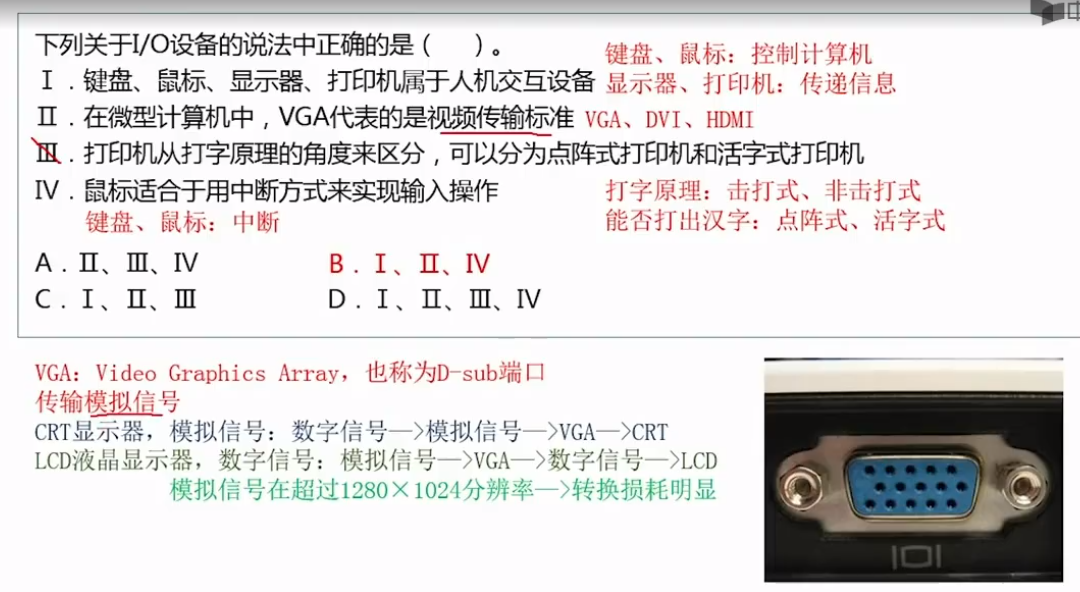 下列关于I/O设备的说法中正确的是（　　）。
Ⅰ．键盘、鼠标、显示器、打印机属于人机交互设备
键盘、鼠标：控制计算机
显示器、打印机：传递信息
Ⅱ．在微型计算机中，VGA代表的是视频传输标准
VGA、DVI、HDMI
Ⅲ．打印机从打字原理的角度来区分，可以分为点阵式打印机和活字式打印机
Ⅳ．鼠标适合于用中断方式来实现输入操作
打字原理：击打式、非击打式
能否打出汉字：点阵式、活字式
键盘、鼠标：中断
A．Ⅱ、Ⅲ、Ⅳ
B．Ⅰ、Ⅱ、Ⅳ
C．Ⅰ、Ⅱ、Ⅲ
D．Ⅰ、Ⅱ、Ⅲ、Ⅳ
VGA：Video Graphics Array，也称为D-sub端口
传输模拟信号
CRT显示器，模拟信号：数字信号—>模拟信号—>VGA—>CRT
LCD液晶显示器，数字信号：模拟信号—>VGA—>数字信号—>LCD
模拟信号在超过1280×1024分辨率—>转换损耗明显